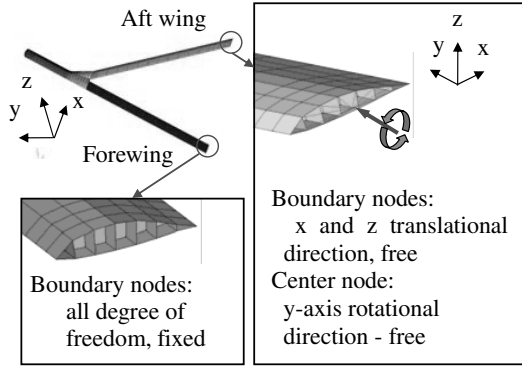 Aft wing
z
y
x
Forewing
Boundary nodes:
all degree of
freedom, fixed
z
y
x
Boundary nodes:
x and z translational
direction, free
Center node:
y-axis rotational
direction - free